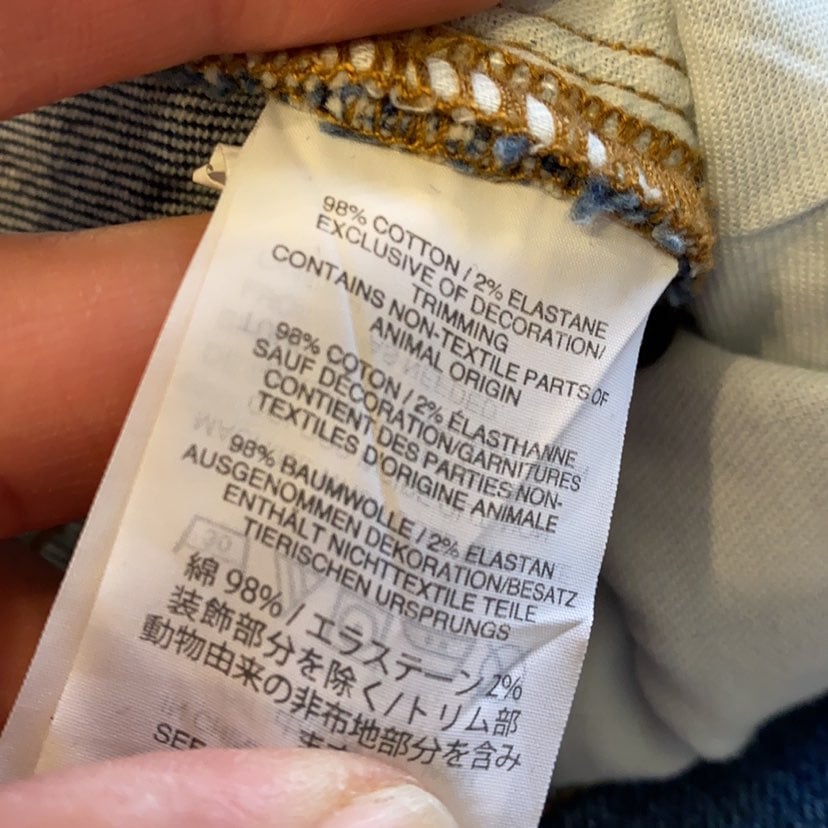 98% COTTON / 2% ELASTANE
EXCLUSIVE OF DECORATION/
TRIMMING
CONTAINS NON-TEXTILE PARTS OF
ANIMAL ORIGIN
98% COTON / 2% ÉLASTHANNE
SAUF DÉCORATION/GARNITURES
CONTIENT DES PARTIES NON-
TEXTILES D'ORIGINE ANIMALE
98% BAUMWOLLE / 2% ELASTAN
AUSGENOMMEN DEKORATION/BESATZ
ENTHÄLT NICHTTEXTILE TEILE
TIERISCHEN URSPRUNGS
綿 98% / エラステーン 2%
装飾部分を除く/トリム部
動物由来の非布地部分を含み
SEE